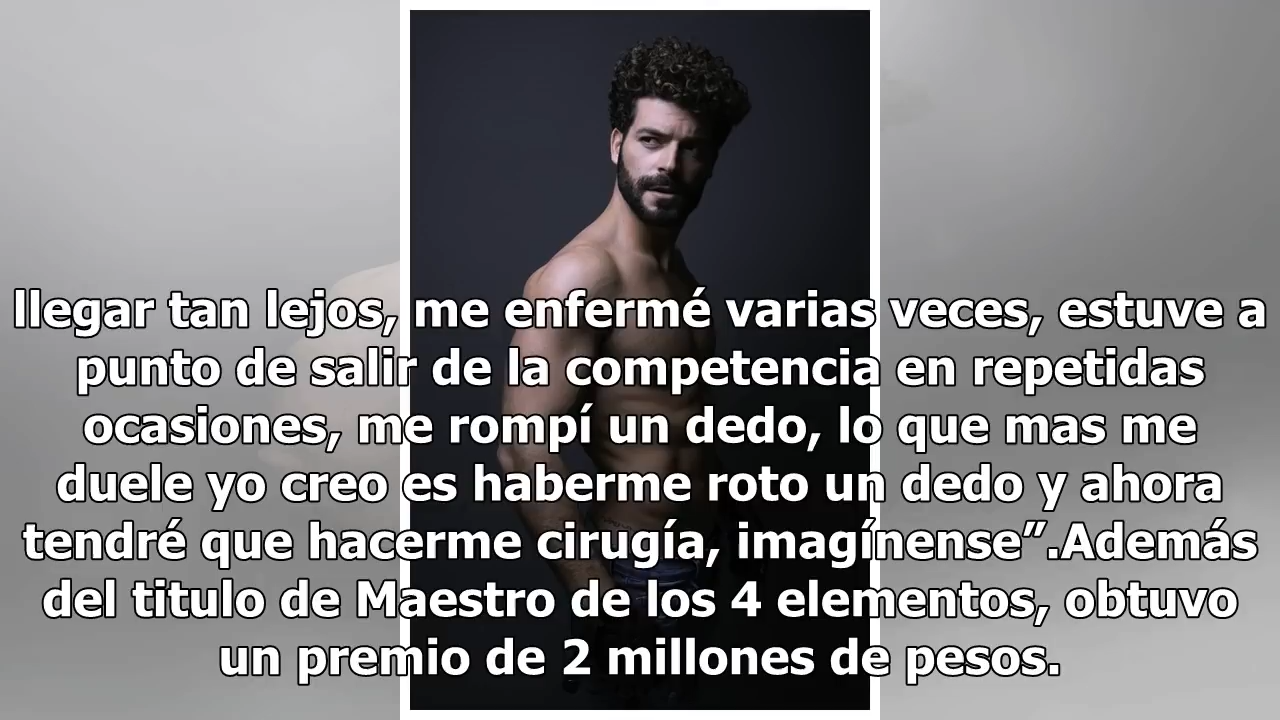 llegar tan lejos, me enfermé varias veces, estuve a
punto de salir de la competencia en repetidas
ocasiones, me rompí un dedo, lo que mas me
duele yo creo es haberme roto un dedo y ahora
tendré que hacerme cirugía, imagínense”.Además
del titulo de Maestro de los 4 elementos, obtuvo
un premio de 2 millones de pesos.